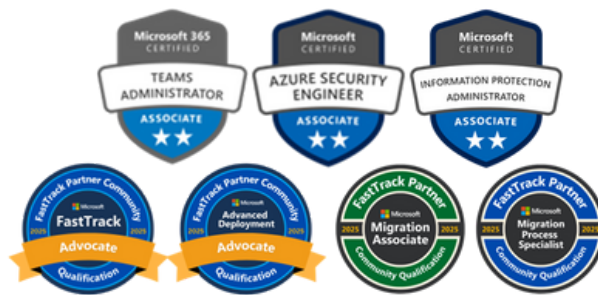 Microsoft 365
CERTIFIED
TEAMS
ADMINISTRATOR
ASSOCIATE
Microsoft
CERTIFIED
AZURE SECURITY
ENGINEER
ASSOCIATE
Microsoft
CERTIFIED
INFORMATION PROTECTION
ADMINISTRATOR
ASSOCIATE
FastTrack Partner Community
Microsoft
FastTrack
2025
2025
Advocate
Qualification
FastTrack Partner Community
Microsoft
Advanced
Deployment
2025
2025
Advocate
Qualification
FastTrack Partner
Microsoft
2025
Migration
Associate
2025
Community Qualification
FastTrack Partner
Microsoft
2025
Migration
Process
Specialist
2025
Community Qualification